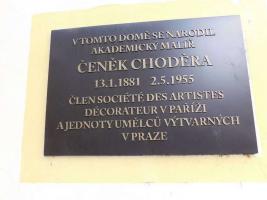 V TOMTO DOMĚ SE NARODIL
AKADEMICKÝ MALÍŘ
ČENĚK CHODĚRA
13.1.1881 2.5.1955
ČLEN SOCIÉTÉ DES ARTISTES
DÉCORATEUR V PAŘÍŽI
A JEDNOTY UMĚLCŮ VÝTVARNÝCH
V PRAZE